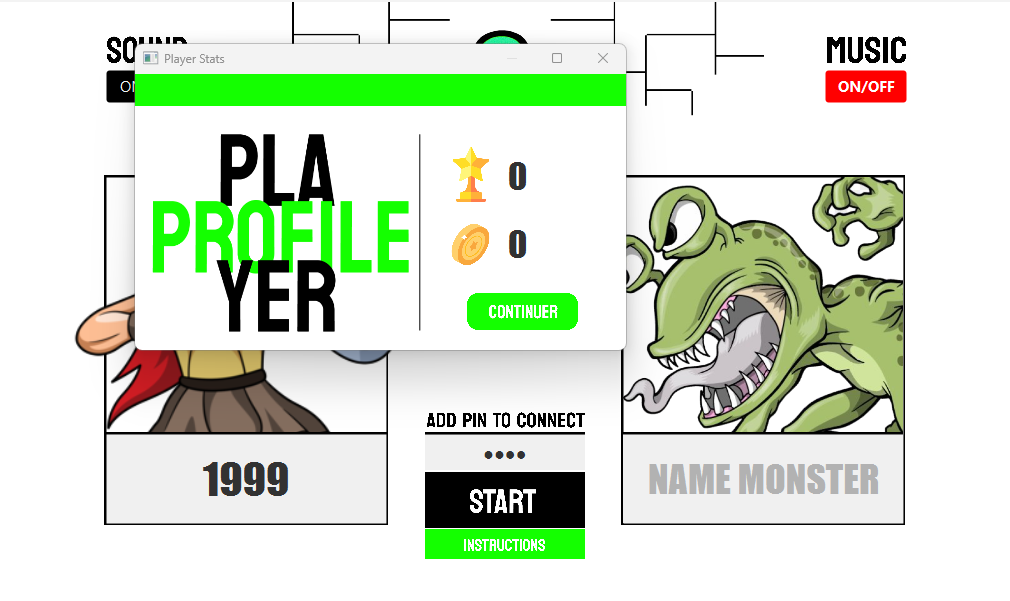 SOUND
MUSIC
Player Stats
ON/OFF
PLA
PROFILE
YER
0
0
CONTINUER
ADD PIN TO CONNECT
••••
1999
START
NAME MONSTER
INSTRUCTIONS